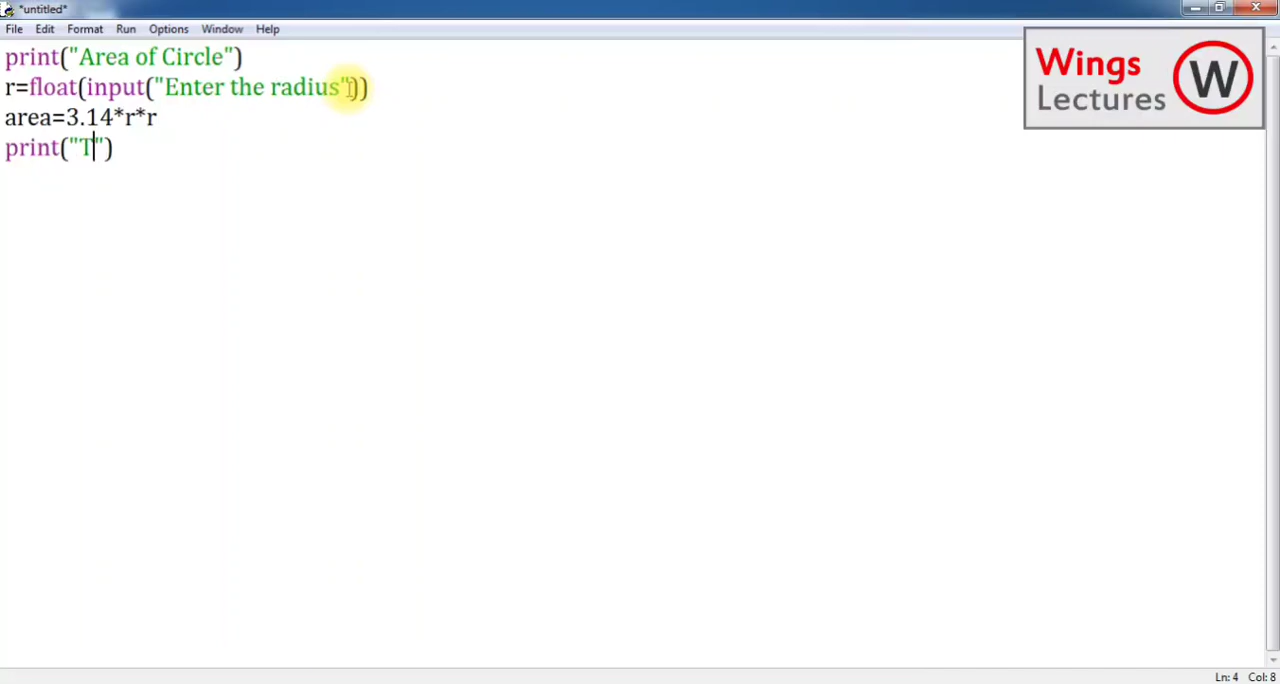 *untitled*
File Edit Format Run Options Window Help
print("Area of Circle")
r=float(input("Enter the radius"))
area=3.14*r*r
print("T")
Wings
Lectures
W
Ln: 4 Col: 8